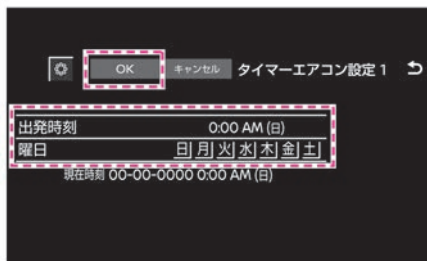 OK キャンセル タイマーエアコン設定 1
出発時刻 0:00 AM (日)
曜日 日 月 火 水 木 金 土
現在時刻 00-00-0000 0:00 AM (日)